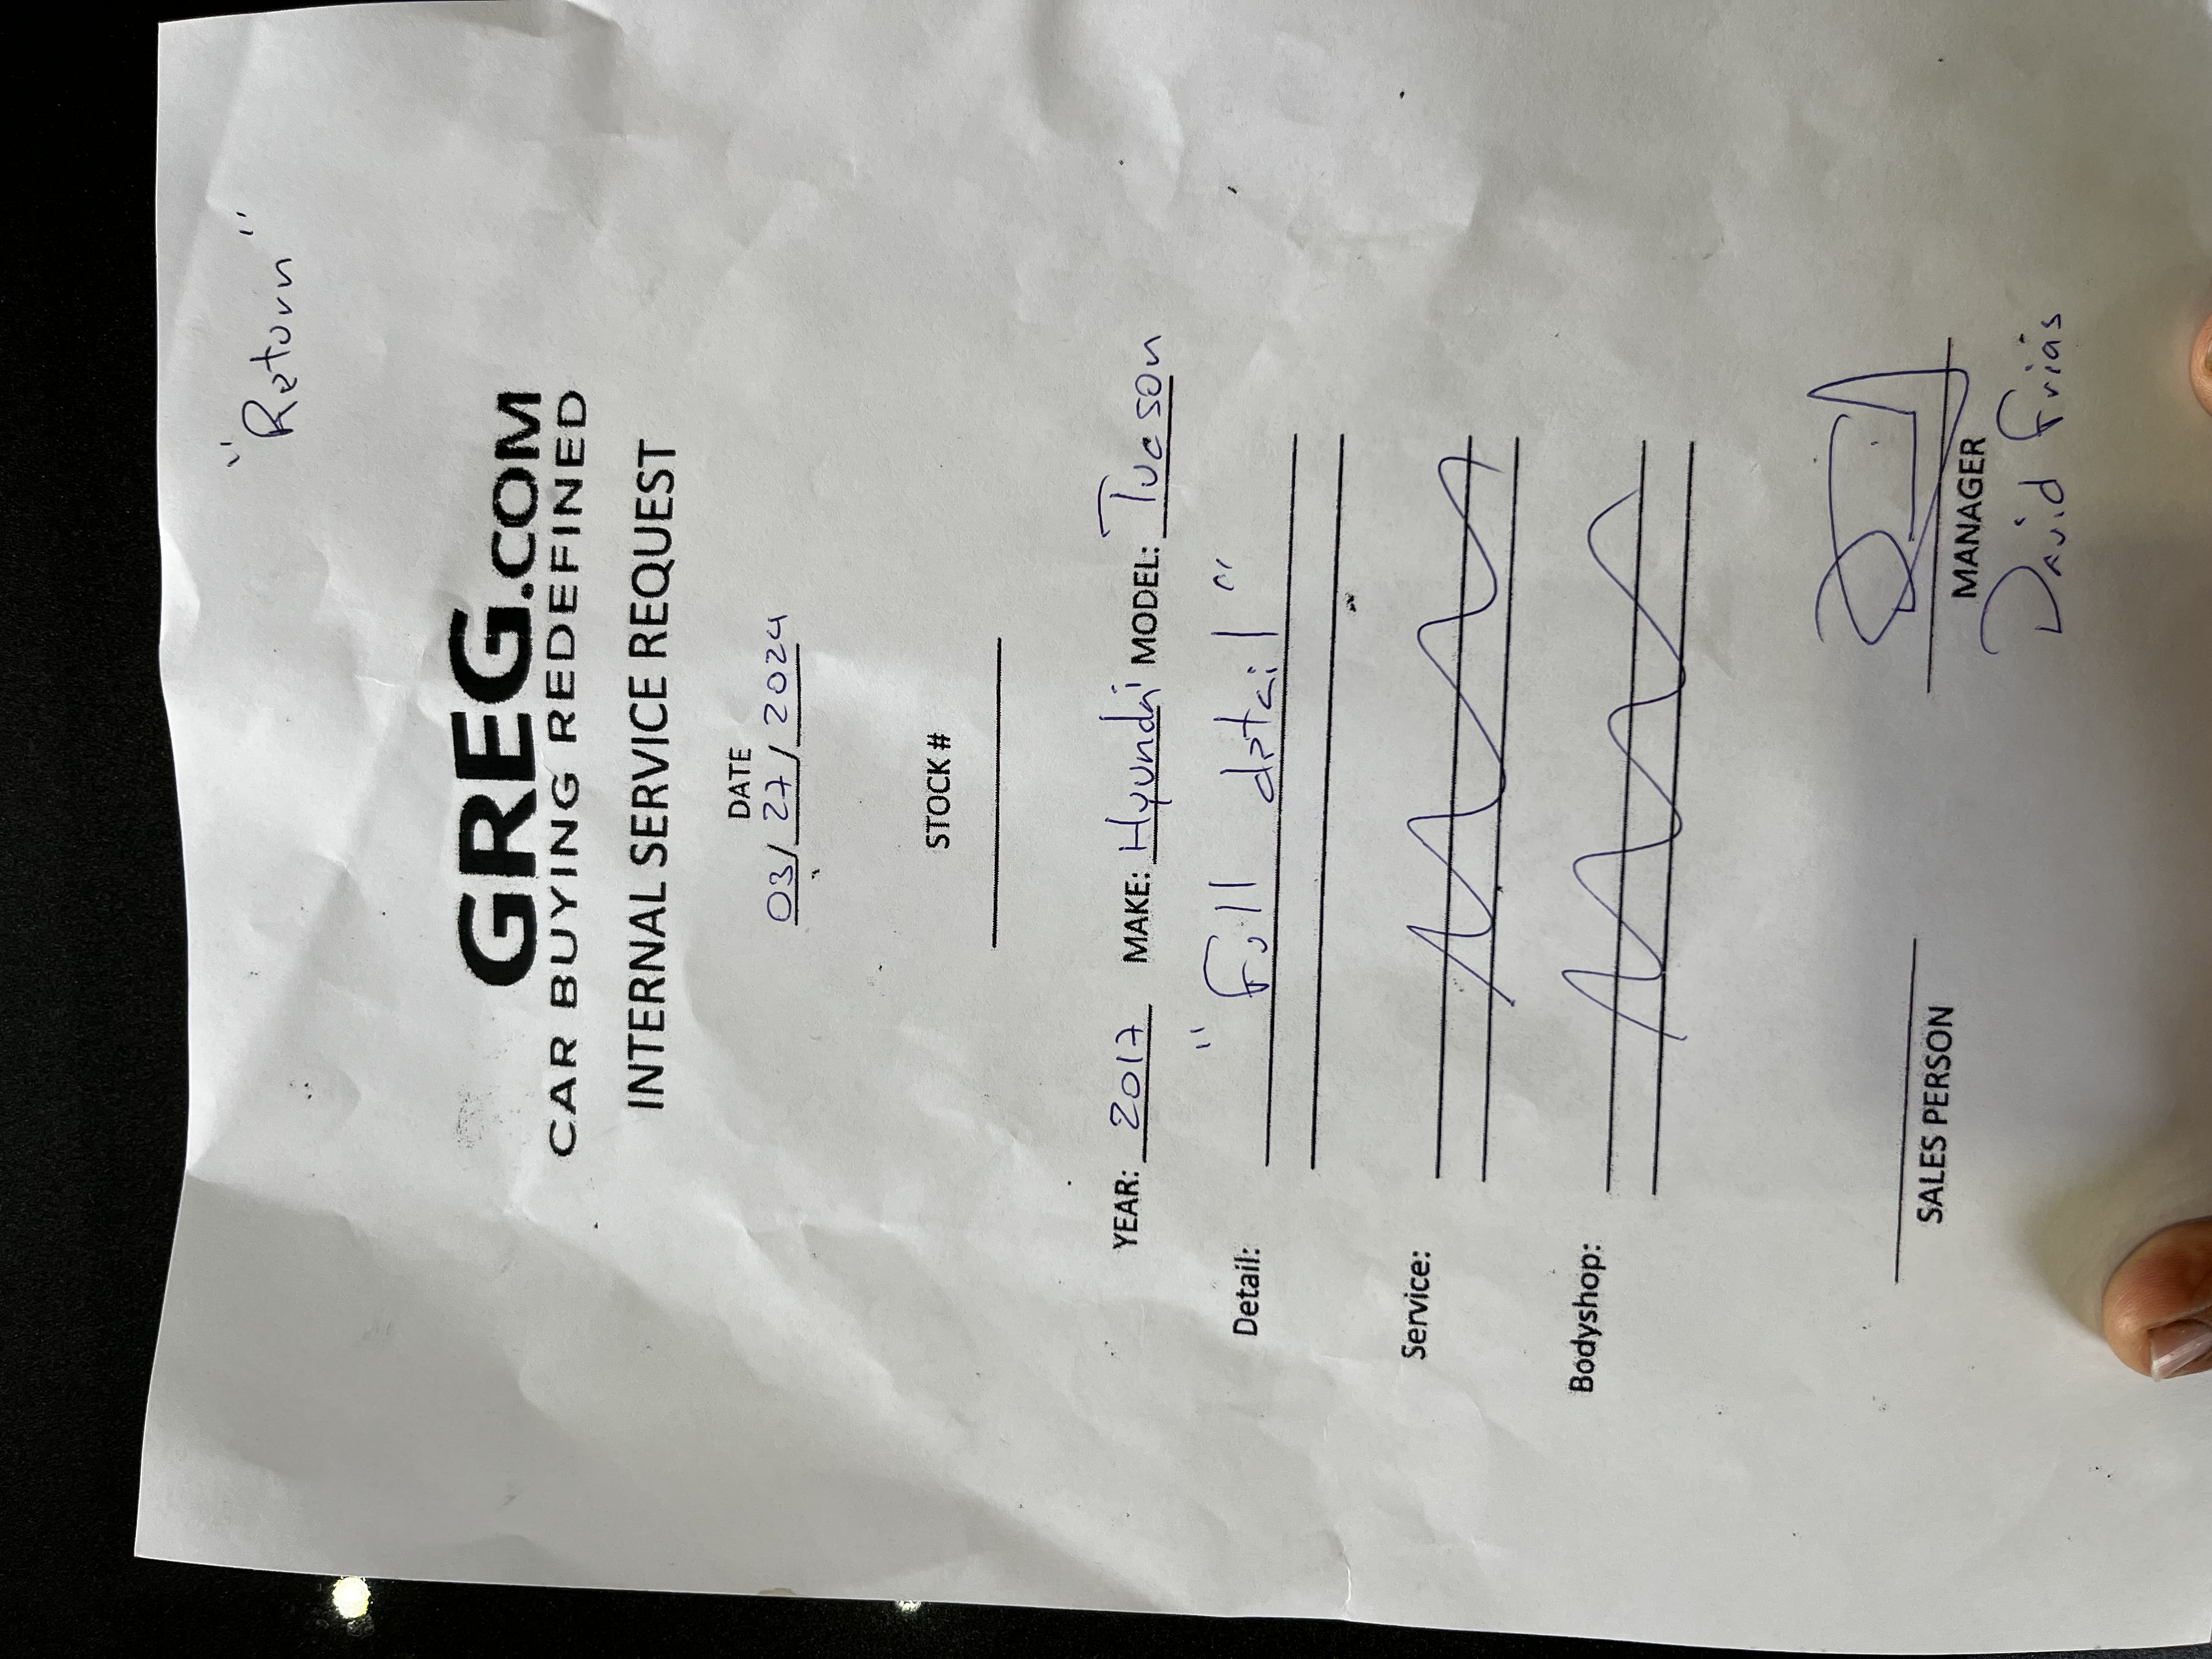 "Return"
GREG.COM
CAR BUYING REDEFINED
INTERNAL SERVICE REQUEST
DATE
03/27/2024
STOCK #
YEAR: 2017 MAKE: Hyundai MODEL: Tucson
Detail: "Full detail"
Service:
Bodyshop:
SALES PERSON MANAGER
David Frias